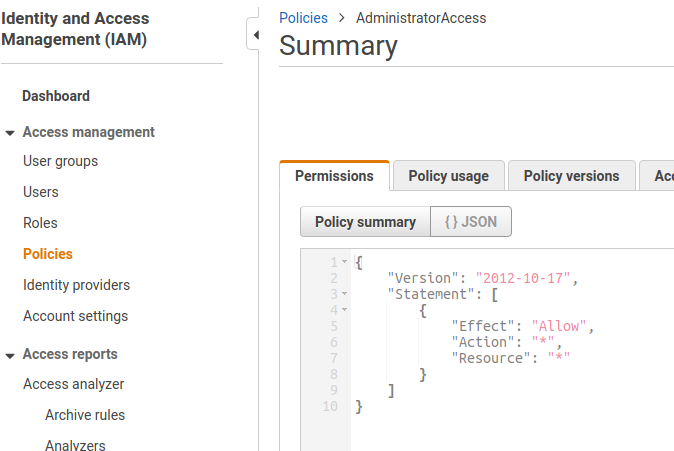 Identity and Access
Management (IAM)
Dashboard
Access management
User groups
Users
Roles
Policies
Identity providers
Account settings
Access reports
Access analyzer
Archive rules
Analyzers
Policies > AdministratorAccess
Summary
Permissions Policy usage Policy versions Acc
Policy summary { } JSON
1 {
2 "Version": "2012-10-17",
3 "Statement": [
4 {
5 "Effect": "Allow",
6 "Action": "*",
7 "Resource": "*"
8 }
9 ]
10 }